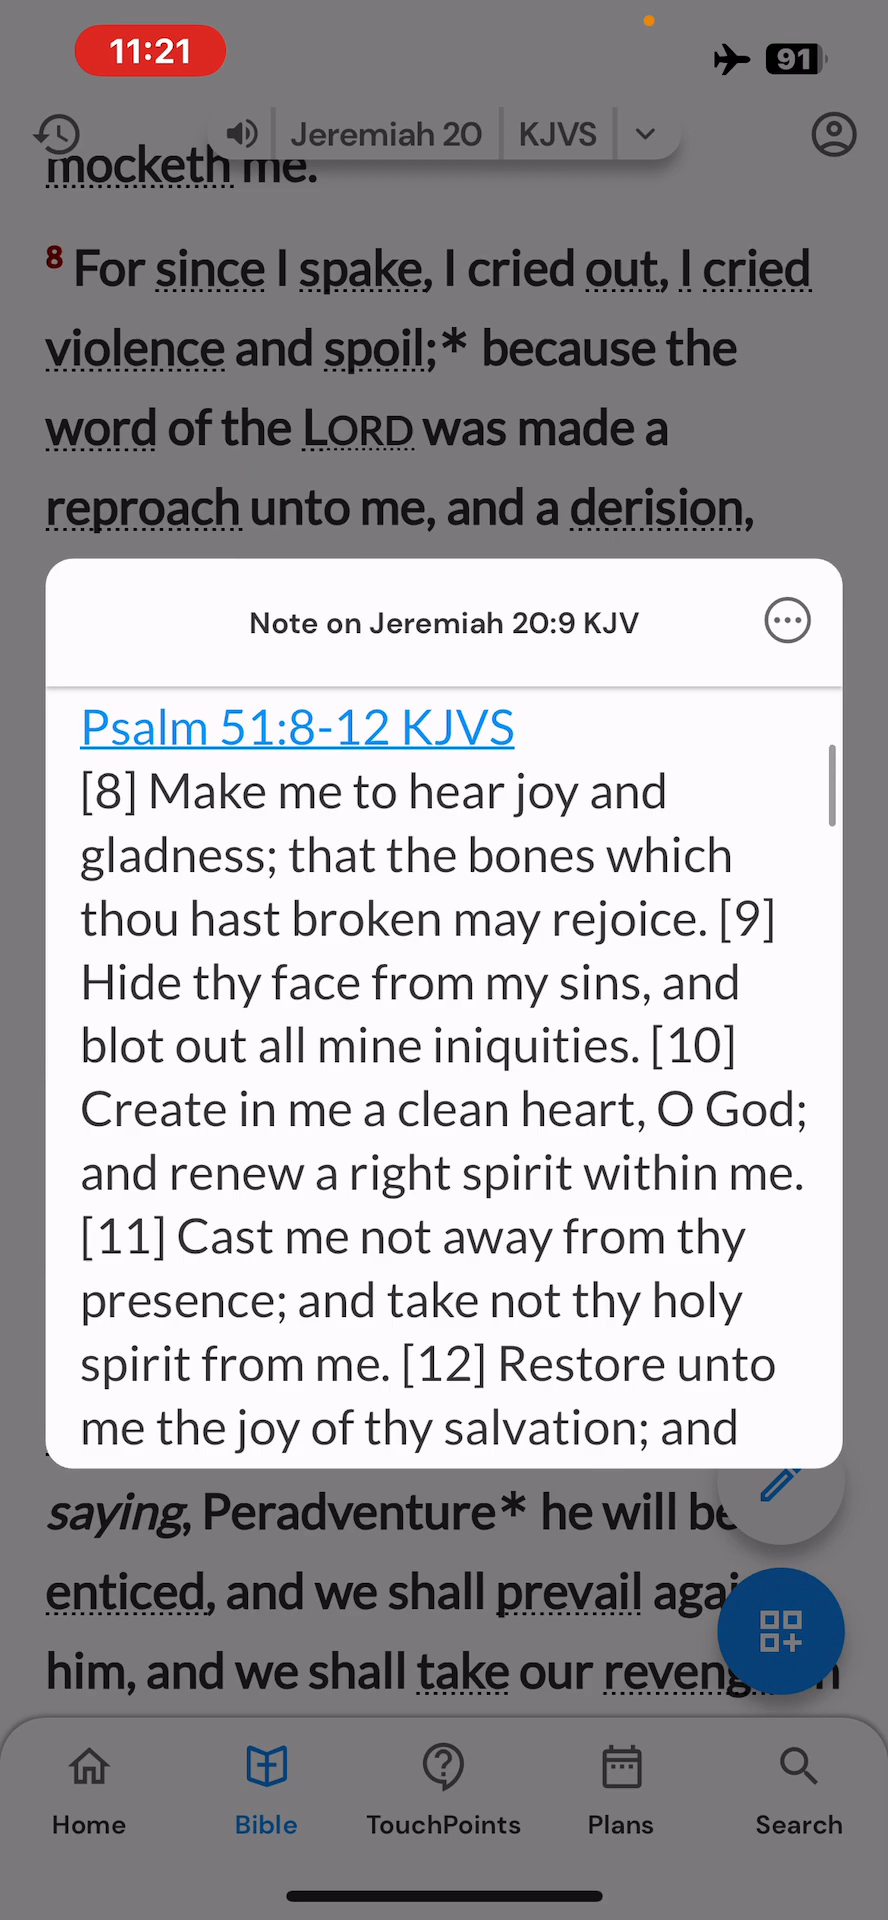 11:21
91
Jeremiah 20 KJVS
mocketh me.
8 For since I spake, I cried out, I cried
violence and spoil;* because the
word of the LORD was made a
reproach unto me, and a derision,
Note on Jeremiah 20:9 KJV
Psalm 51:8-12 KJVS
[8] Make me to hear joy and
gladness; that the bones which
thou hast broken may rejoice. [9]
Hide thy face from my sins, and
blot out all mine iniquities. [10]
Create in me a clean heart, O God;
and renew a right spirit within me.
[11] Cast me not away from thy
presence; and take not thy holy
spirit from me. [12] Restore unto
me the joy of thy salvation; and
saying, Peradventure* he will be
enticed, and we shall prevail agai
him, and we shall take our reveng
Home Bible TouchPoints Plans Search